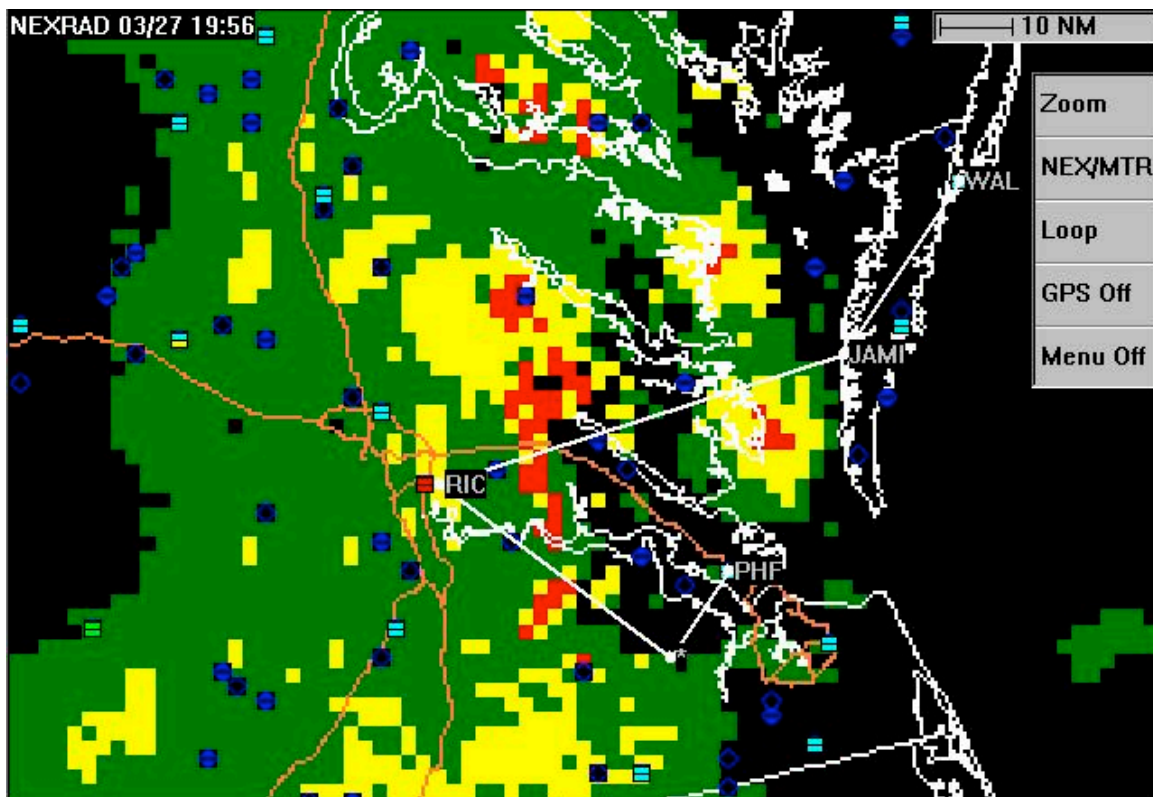 NEXRAD 03/27 19:56
10 NM
Zoom
NEX/MTR
WAL
Loop
GPS Off
JAMI
Menu Off
RIC
PHF
*